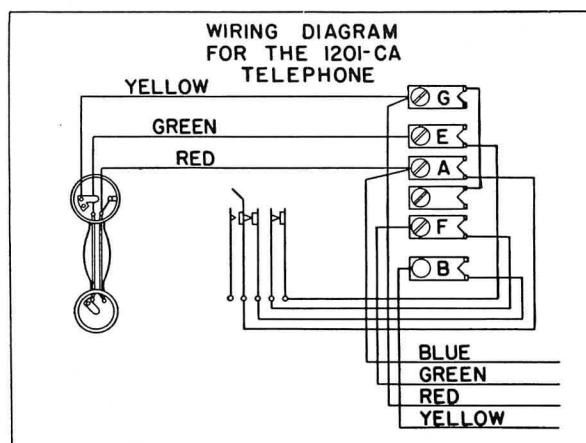 WIRING DIAGRAM
FOR THE 1201-CA
TELEPHONE
YELLOW
G
GREEN
E
RED
A
F
B
BLUE
GREEN
RED
YELLOW